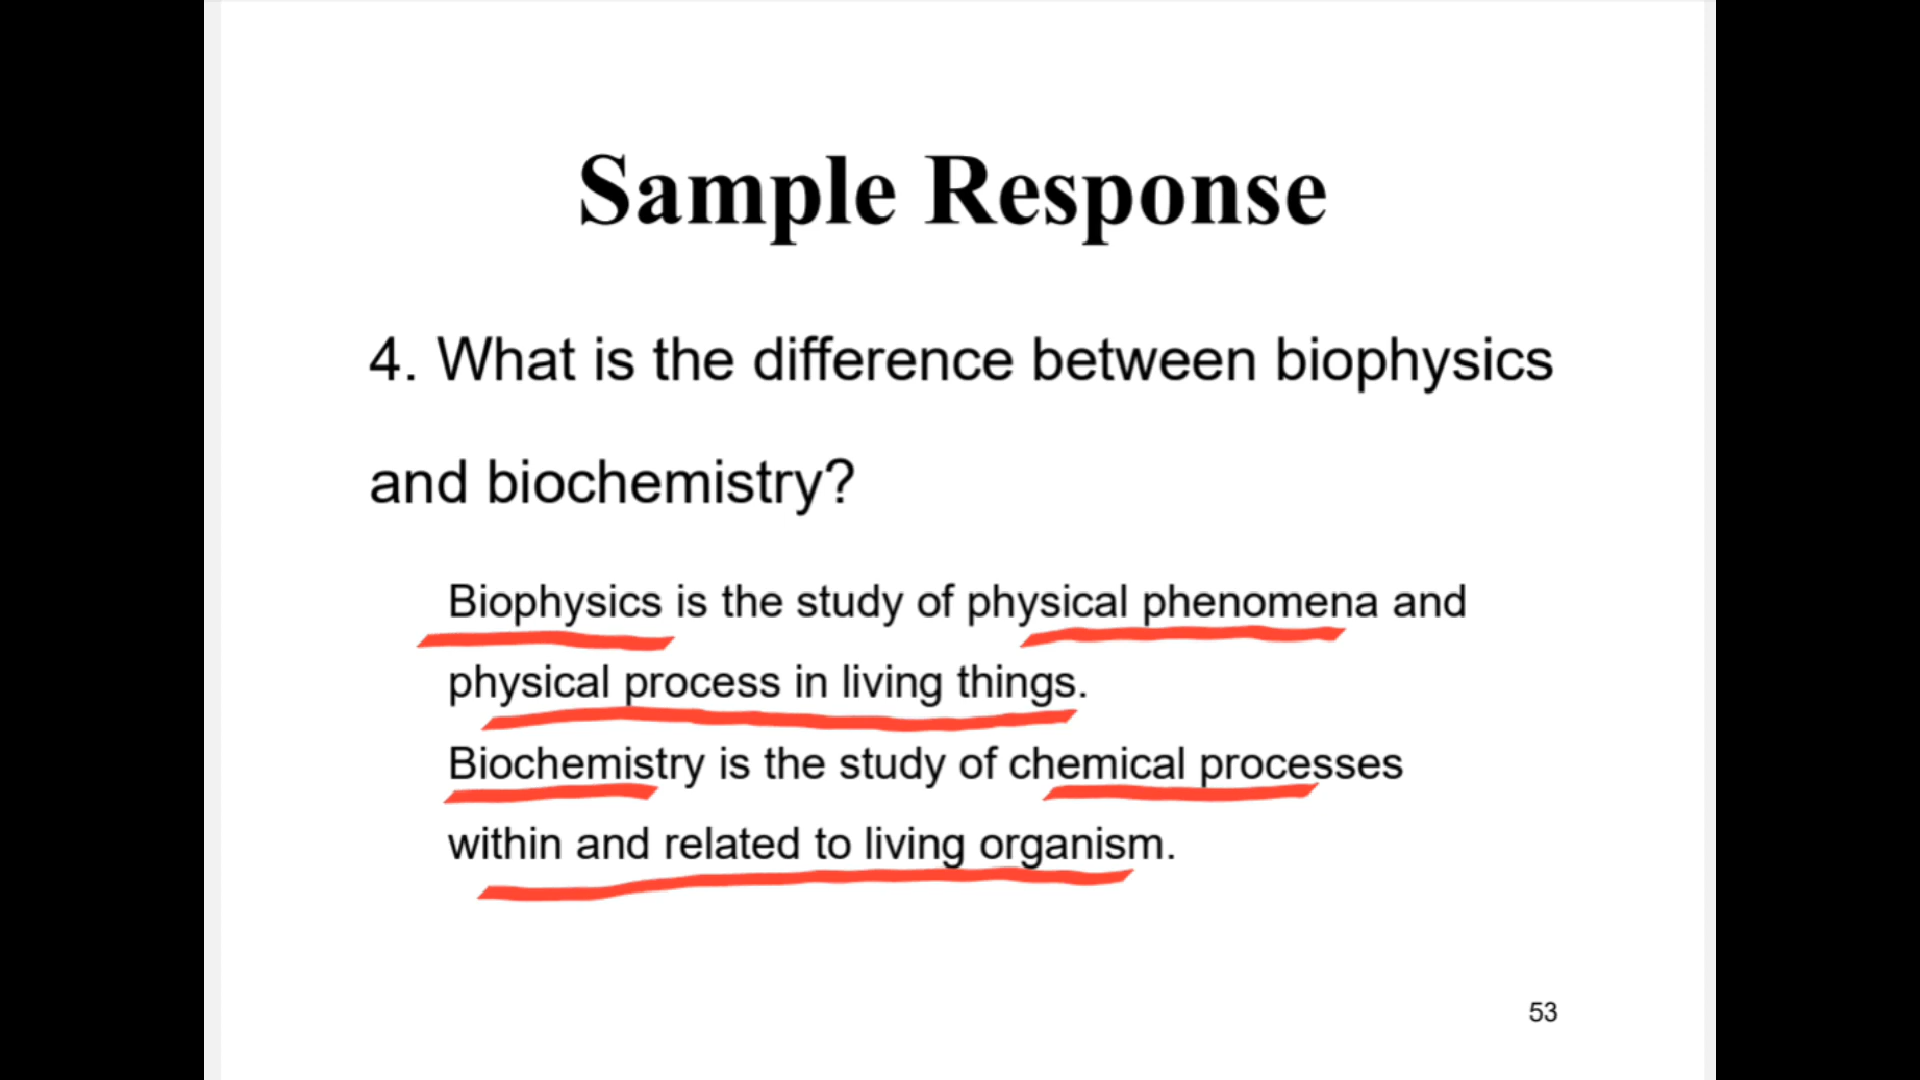 Sample Response
4. What is the difference between biophysics
and biochemistry?
Biophysics is the study of physical phenomena and
physical process in living things.
Biochemistry is the study of chemical processes
within and related to living organism.
53